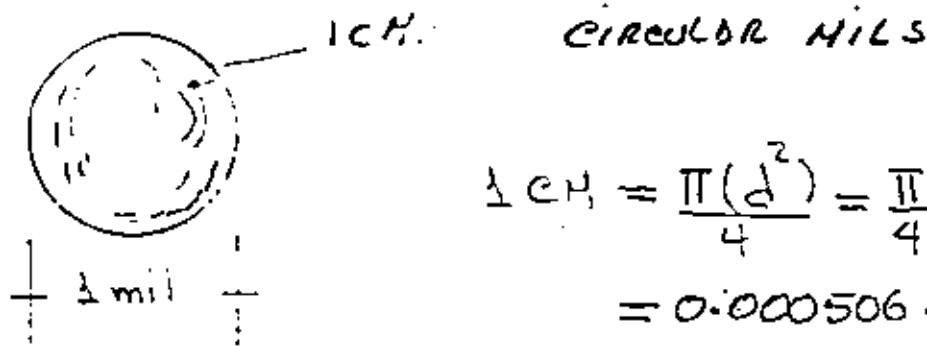 1CM. CIRCULAR MILS
1 CM = π(d²)/4 = π/4
1 mil
= 0.000506